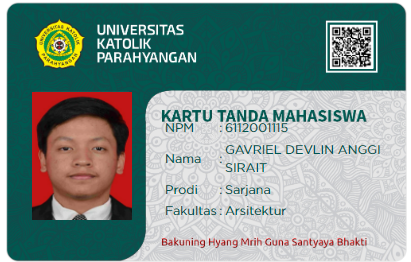 UNIVERSITAS
KATOLIK
PARAHYANGAN
KARTU TANDA MAHASISWA
NPM : 6112001115
Nama : GAVRIEL DEVLIN ANGGI
SIRAIT
Prodi : Sarjana
Fakultas : Arsitektur
Bakuning Hyang Mrih Guna Santyaya Bhakti